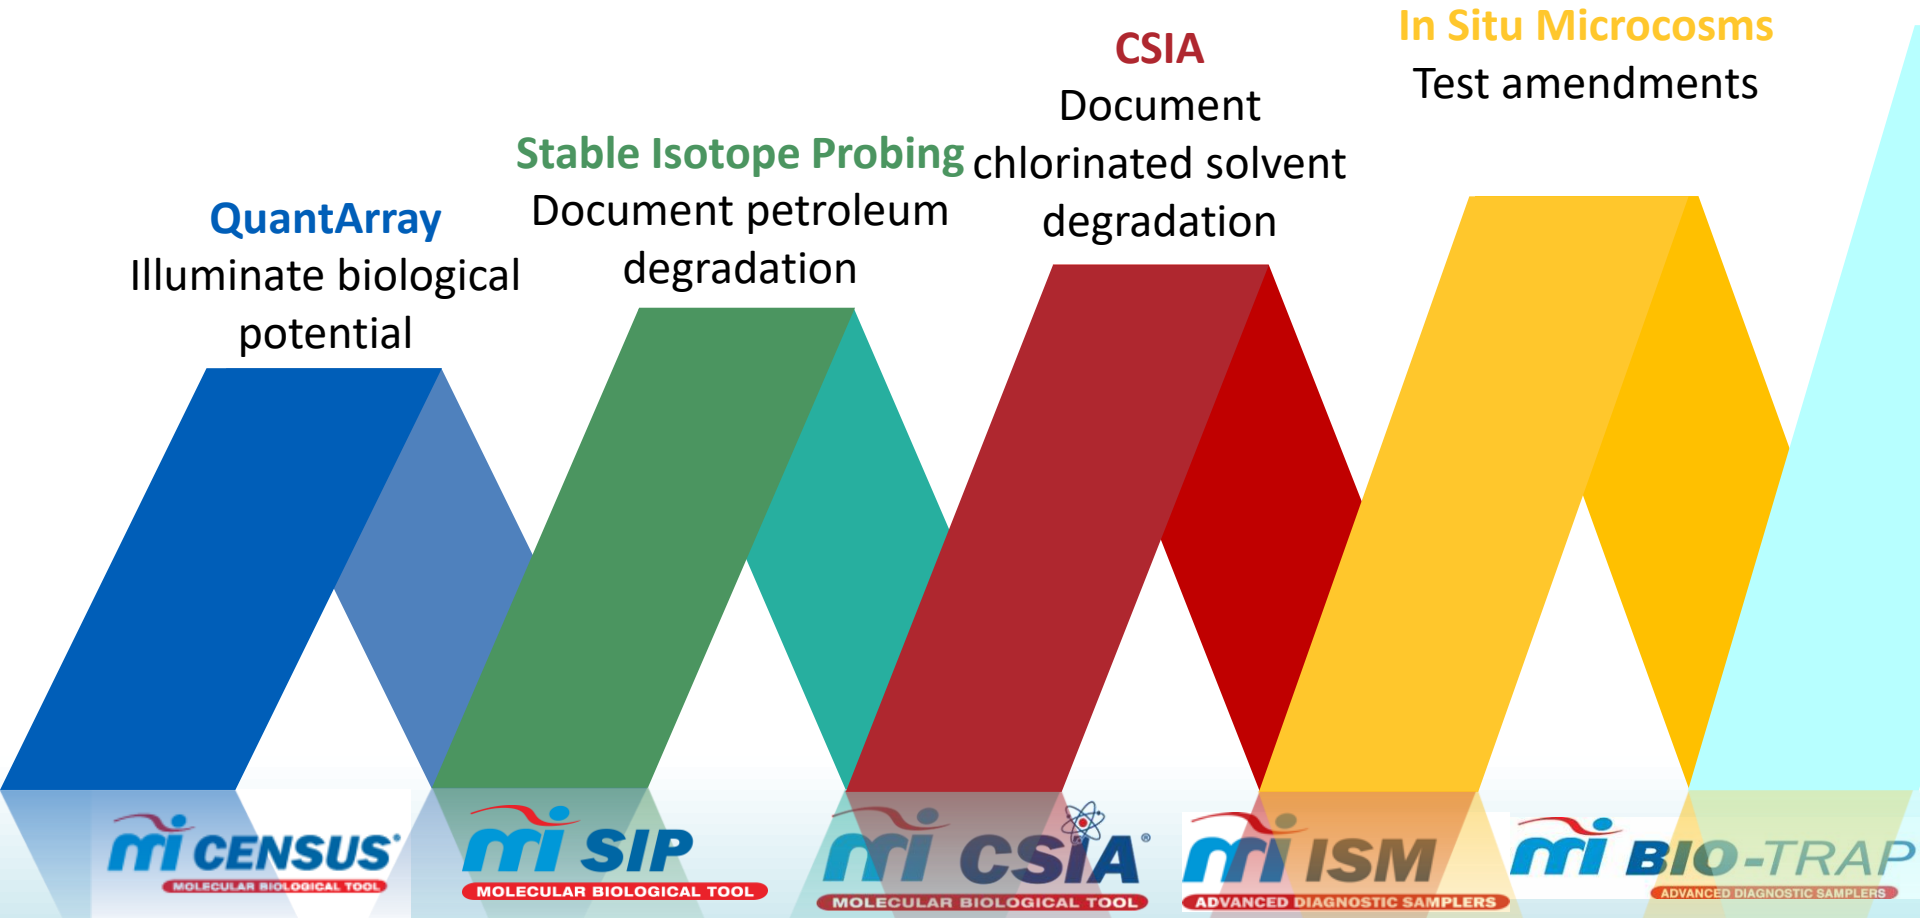 QuantArray
Illuminate biological
potential
Stable Isotope Probing
Document petroleum
degradation
CSIA
Document
chlorinated solvent
degradation
In Situ Microcosms
Test amendments
mi CENSUS®
MOLECULAR BIOLOGICAL TOOL
mi SIP
MOLECULAR BIOLOGICAL TOOL
mi CSIA®
MOLECULAR BIOLOGICAL TOOL
mi ISM
ADVANCED DIAGNOSTIC SAMPLERS
mi BIO-TRAP
ADVANCED DIAGNOSTIC SAMPLERS